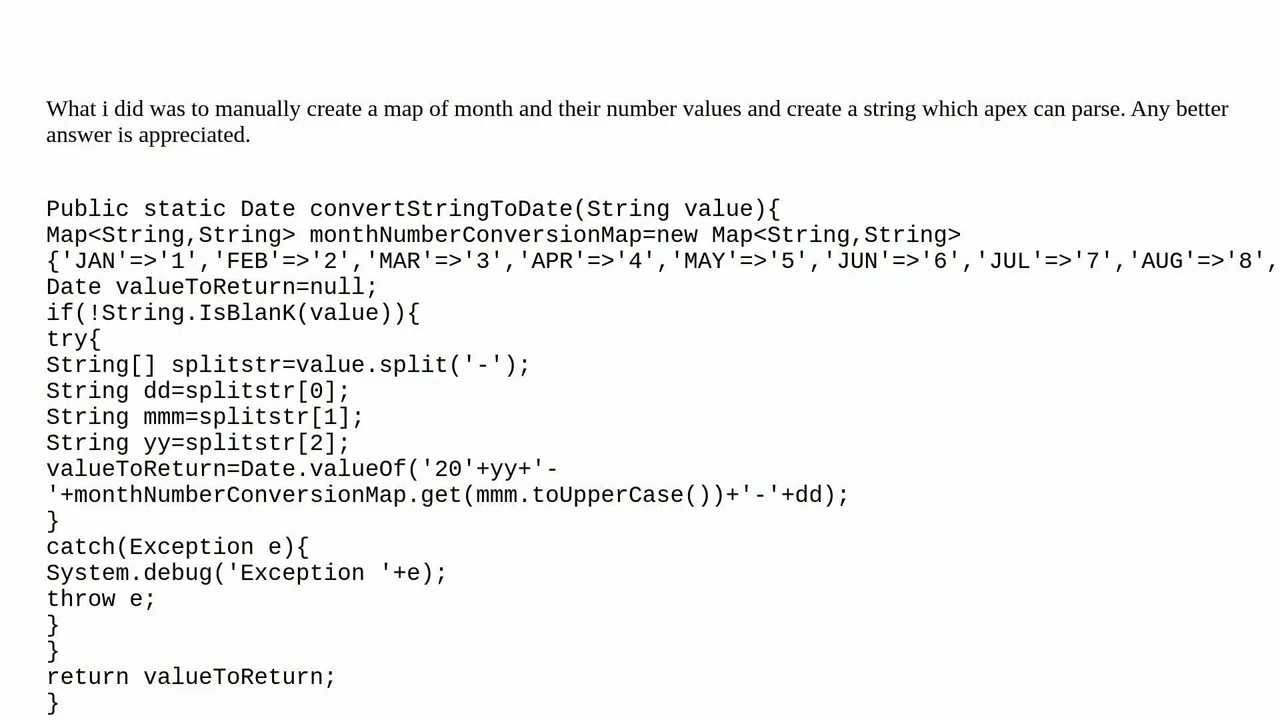 What i did was to manually create a map of month and their number values and create a string which apex can parse. Any better
answer is appreciated.
Public static Date convertStringToDate(String value){
Map<String,String> monthNumberConversionMap=new Map<String,String>
{'JAN'=>'1','FEB'=>'2','MAR'=>'3','APR'=>'4','MAY'=>'5','JUN'=>'6','JUL'=>'7','AUG'=>'8',
Date valueToReturn=null;
if(!String.IsBlanK(value)){
try{
String[] splitstr=value.split('-');
String dd=splitstr[0];
String mmm=splitstr[1];
String yy=splitstr[2];
valueToReturn=Date.valueOf('20'+yy+'-
'+monthNumberConversionMap.get(mmm.toUpperCase())+'-'+dd);
}
catch(Exception e){
System.debug('Exception '+e);
throw e;
}
}
return valueToReturn;
}